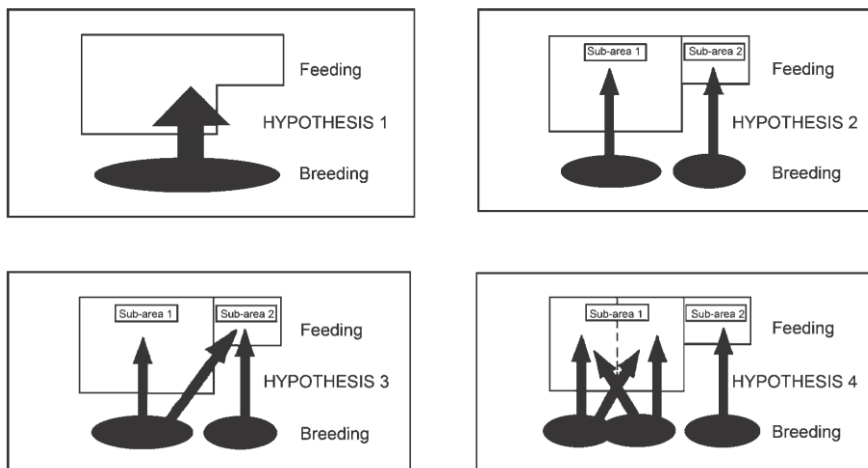 Feeding
HYPOTHESIS 1
Breeding
Sub-area 1
Sub-area 2
Feeding
HYPOTHESIS 2
Breeding
Sub-area 1
Sub-area 2
Feeding
HYPOTHESIS 3
Breeding
Sub-area 1
Sub-area 2
Feeding
HYPOTHESIS 4
Breeding